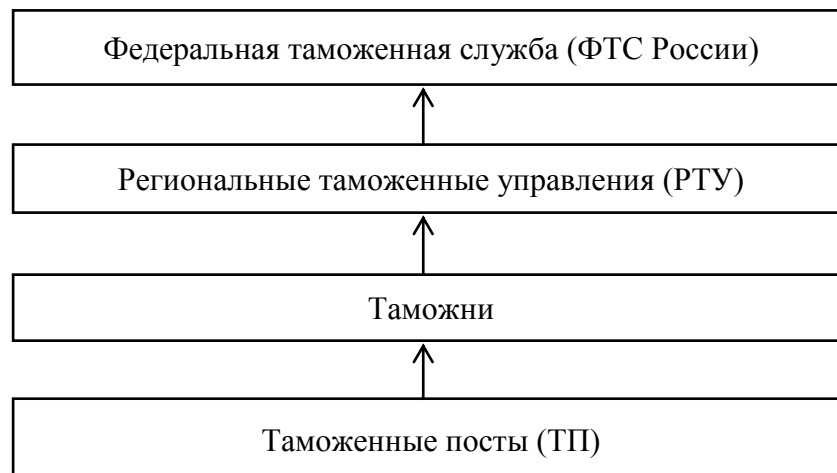 Федеральная таможенная служба (ФТС России)
Региональные таможенные управления (РТУ)
Таможни
Таможенные посты (ТП)